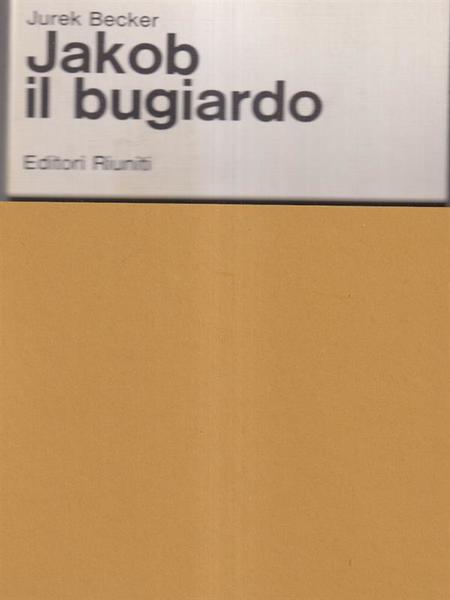 Jurek Becker
Jakob
il bugiardo
Editori Riuniti